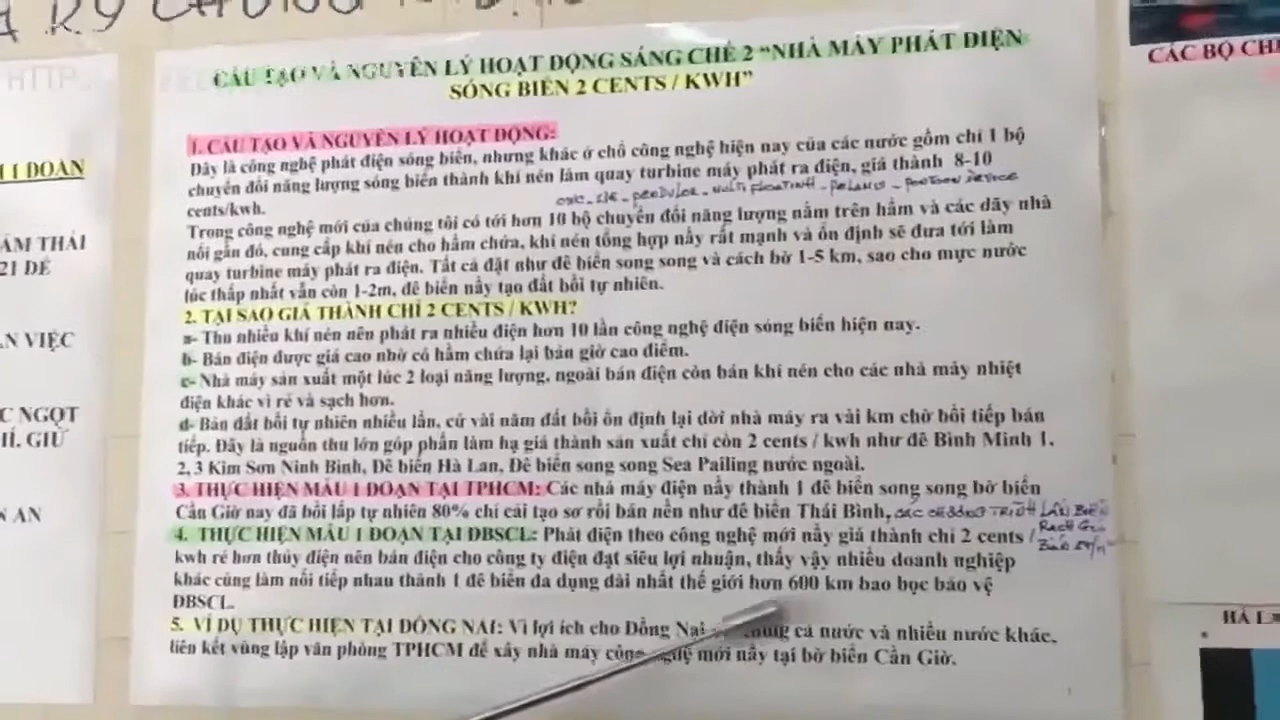 CẤU TẠO VÀ NGUYÊN LÝ HOẠT ĐỘNG SÁNG CHẾ 2 “NHÀ MÁY PHÁT ĐIỆN
SÓNG BIỂN 2 CENTS / KWH”
1. CẤU TẠO VÀ NGUYÊN LÝ HOẠT ĐỘNG:
Đây là công nghệ phát điện sóng biển, nhưng khác ở chỗ công nghệ hiện nay của các nước gồm chỉ 1 bộ
chuyển đổi năng lượng sóng biển thành khí nén làm quay turbine máy phát ra điện, giá thành 8-10
cents/kwh.
Trong công nghệ mới của chúng tôi có tới hơn 10 bộ chuyển đổi năng lượng nằm trên hầm và các dãy nhà
nổi gần đó, cung cấp khí nén cho hầm chứa, khí nén tổng hợp nầy rất mạnh và ổn định sẽ đưa tới làm
quay turbine máy phát ra điện. Tất cả đặt như đê biển song song và cách bờ 1-5 km, sao cho mực nước
lúc thấp nhất vẫn còn 1-2m, đê biển nầy tạo đất bồi tự nhiên.
2. TẠI SAO GIÁ THÀNH CHỈ 2 CENTS / KWH?
a- Thu nhiều khí nén nên phát ra nhiều điện hơn 10 lần công nghệ điện sóng biển hiện nay.
b- Bán điện được giá cao nhờ có hầm chứa lại bán giờ cao điểm.
c- Nhà máy sản xuất một lúc 2 loại năng lượng, ngoài bán điện còn bán khí nén cho các nhà máy nhiệt
điện khác vì rẻ và sạch hơn.
d- Bán đất bồi tự nhiên nhiều lần, cứ vài năm đất bồi ổn định lại dời nhà máy ra vài km chờ bồi tiếp bán
tiếp. Đây là nguồn thu lớn góp phần làm hạ giá thành sản xuất chỉ còn 2 cents / kwh như đê Bình Minh 1,
2, 3 Kim Sơn Ninh Bình, Đê biển Hà Lan, Đê biển song song Sea Pailing nước ngoài.
3. THỰC HIỆN MẪU 1 ĐOẠN TẠI TPHCM: Các nhà máy điện nầy thành 1 đê biển song song bờ biển
Cần Giờ nay đã bồi lắp tự nhiên 80% chỉ cải tạo sơ rồi bán nền như đê biển Thái Bình, CÁC CHƯƠNG TRÌNH LẤN BIỂN
RẠCH GIÁ
4. THỰC HIỆN MẪU 1 ĐOẠN TẠI ĐBSCL: Phát điện theo công nghệ mới nầy giá thành chỉ 2 cents /
kwh rẻ hơn thủy điện nên bán điện cho công ty điện đạt siêu lợi nhuận, thấy vậy nhiều doanh nghiệp
khác cũng làm nối tiếp nhau thành 1 đê biển đa dụng dài nhất thế giới hơn 600 km bao bọc bảo vệ
ĐBSCL.
5. VÍ DỤ THỰC HIỆN TẠI ĐỒNG NAI: Vì lợi ích cho Đồng Nai cả nước và nhiều nước khác,
liên kết vùng lập văn phòng TPHCM để xây nhà máy công nghệ mới nầy tại bờ biển Cần Giờ.
HTTP
1 ĐOẠN
21 ĐỂ
VIỆC
NGỌT
GIỮ
AN
CÁC BỘ
HÀ